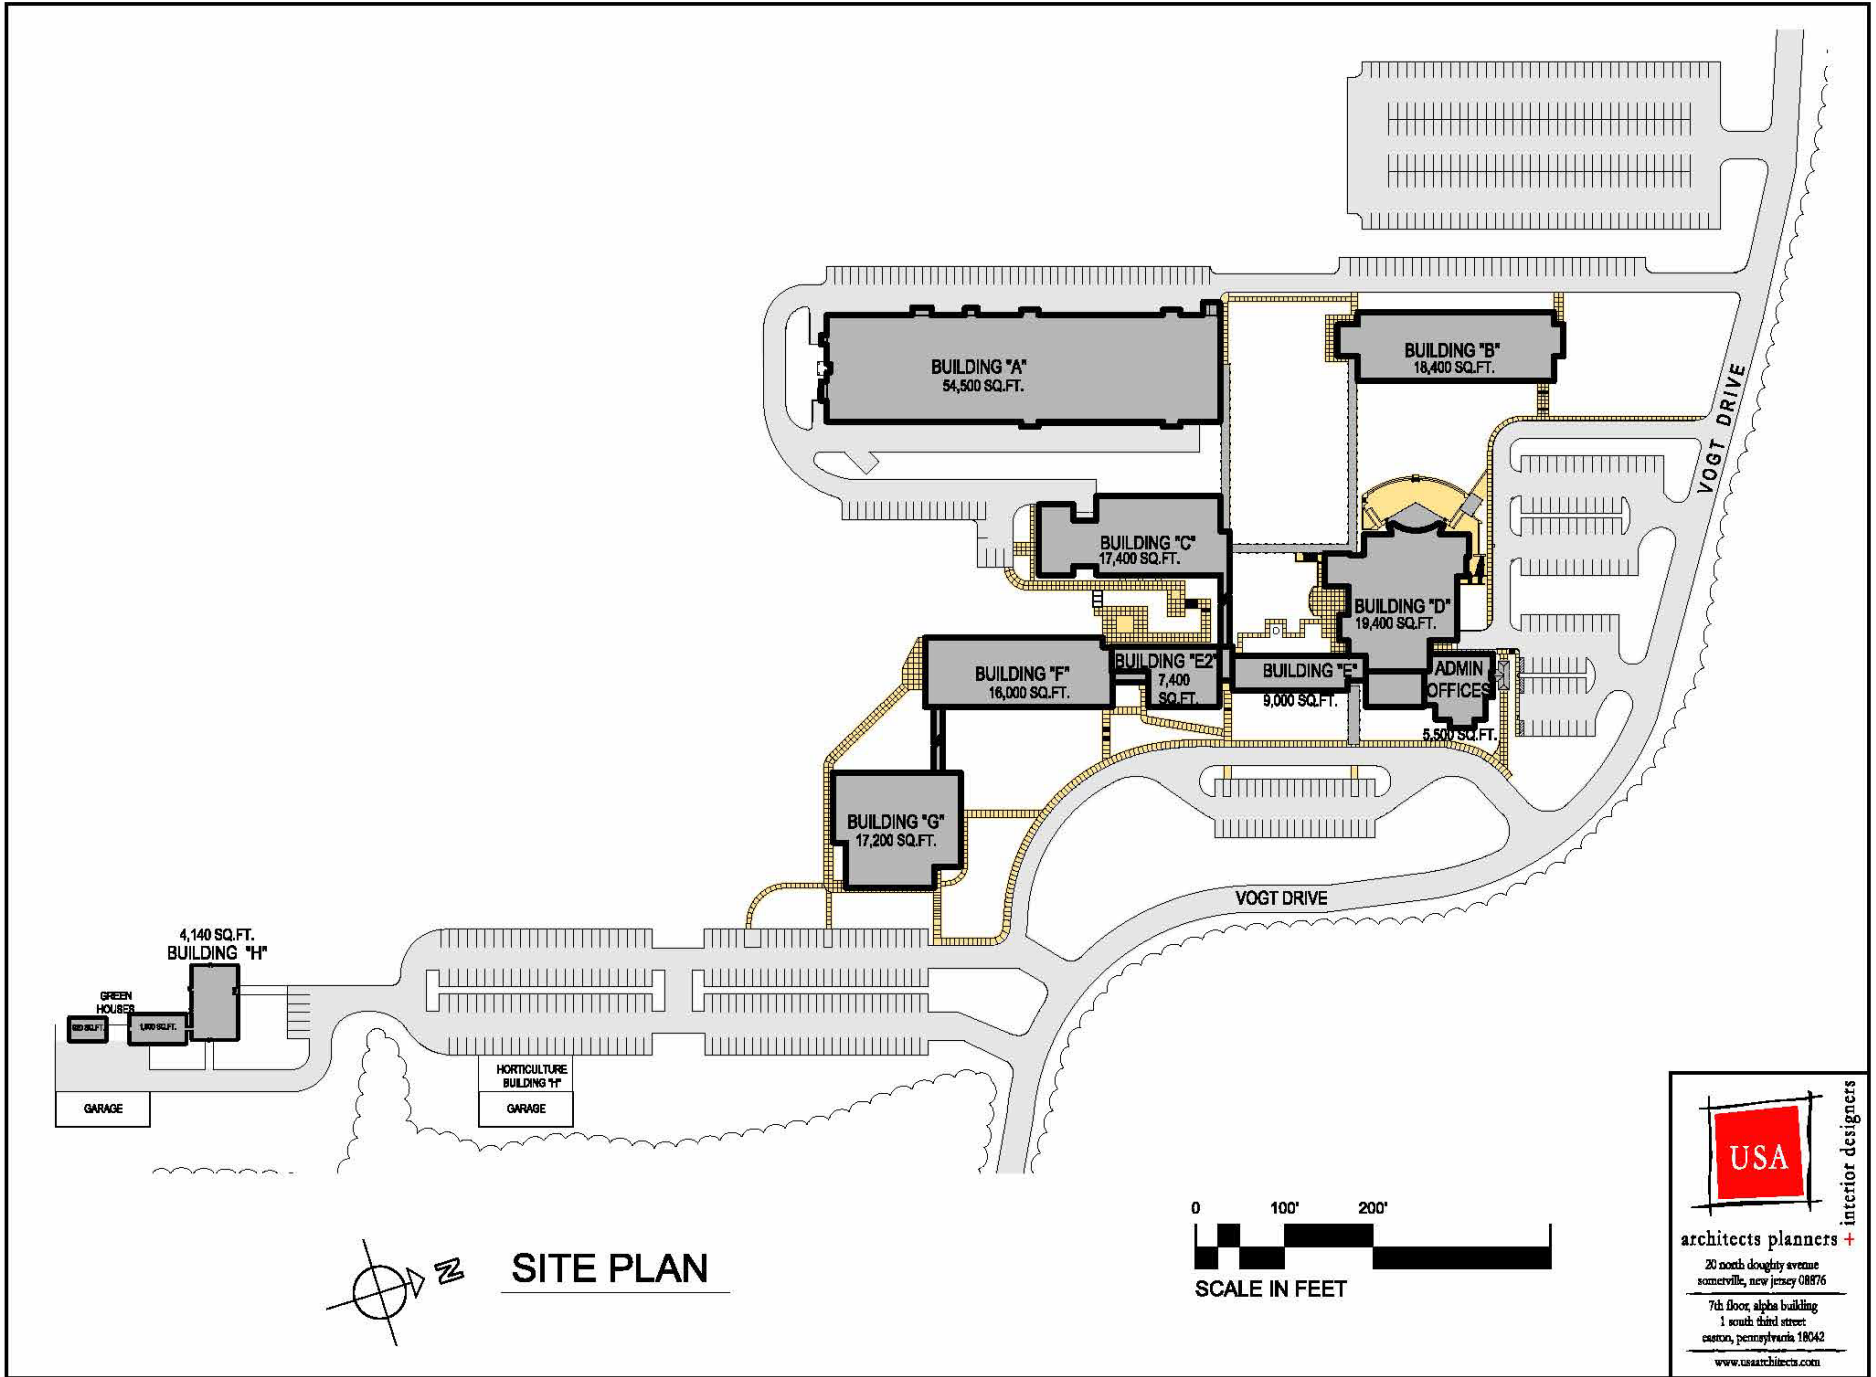 BUILDING "A"
54,500 SQ.FT.
BUILDING "B"
18,400 SQ.FT.
VOGT DRIVE
BUILDING "C"
17,400 SQ.FT.
BUILDING "D"
19,400 SQ.FT.
BUILDING "F"
16,000 SQ.FT.
BUILDING "E2"
7,400
SQ.FT.
BUILDING "E"
9,000 SQ.FT.
ADMIN
OFFICES
5,500 SQ.FT.
BUILDING "G"
17,200 SQ.FT.
VOGT DRIVE
4,140 SQ.FT.
BUILDING "H"
GREEN
HOUSES
SQ.FT.
SQ.FT.
GARAGE
HORTICULTURE
BUILDING "H"
GARAGE
N
SITE PLAN
0 100' 200'
SCALE IN FEET
USA
architects planners +
interior designers
20 north doughty avenue
somerville, new jersey 08876
7th floor, alpha building
1 south third street
easton, pennsylvania 18042
www.usaarchitects.com